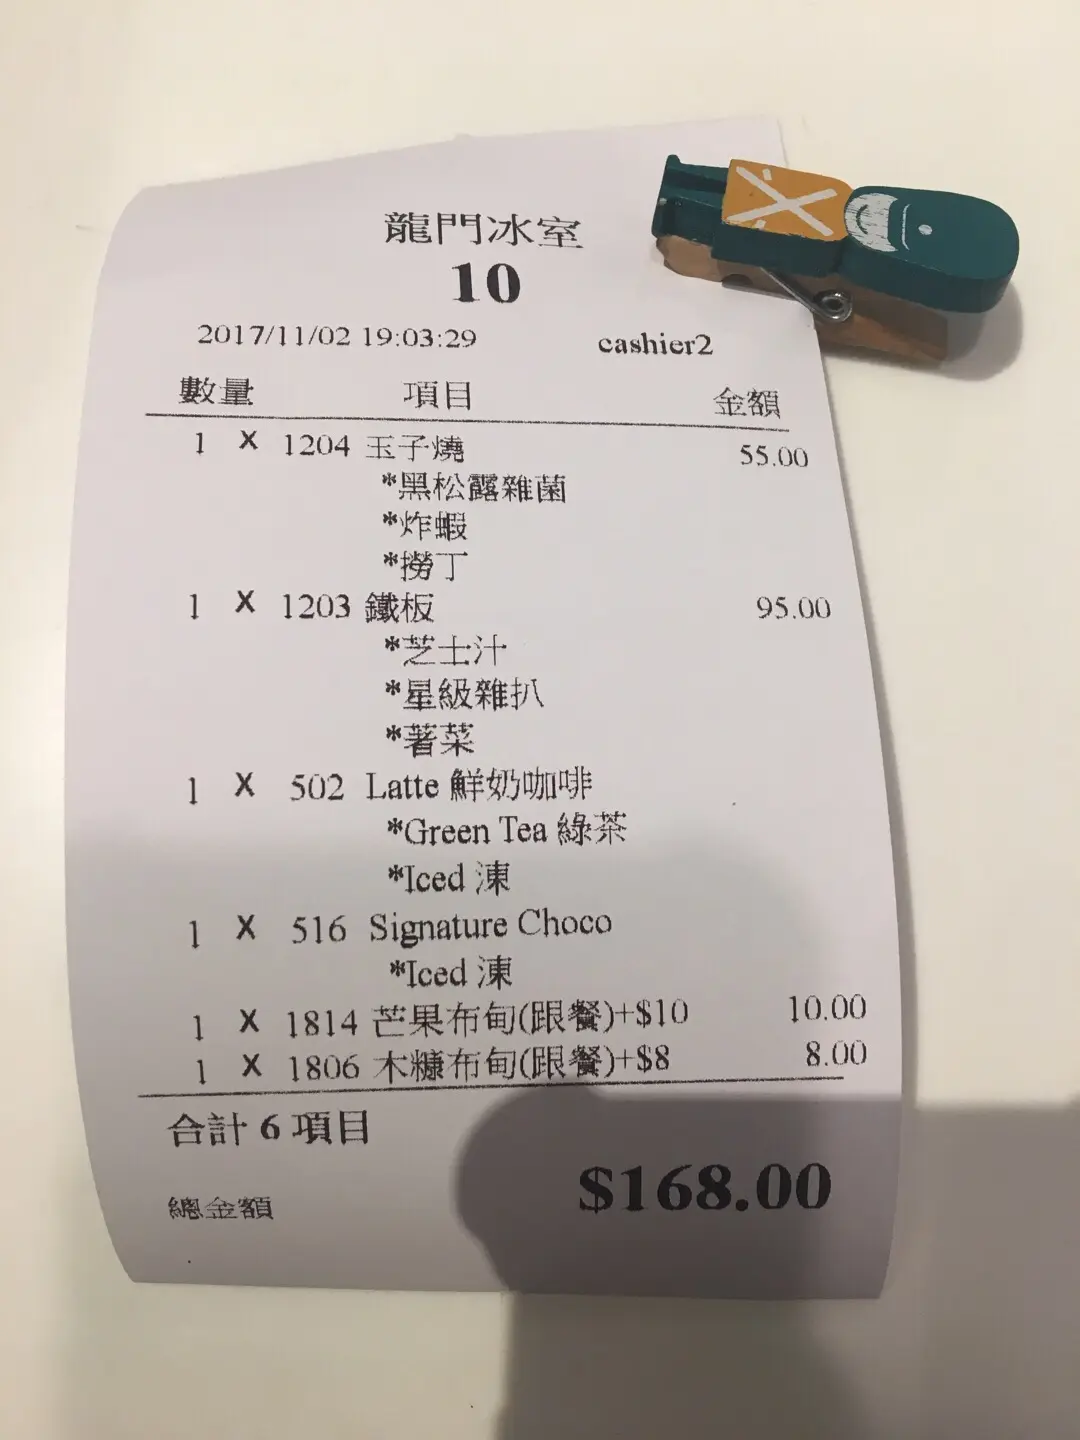 龍門冰室
10
2017/11/02 19:03:29 cashier2
數量 項目 金額
1 X 1204 玉子燒 55.00
*黑松露雜菌
*炸蝦
*撈丁
1 X 1203 鐵板 95.00
*芝士汁
*星級雜扒
*薯菜
1 X 502 Latte 鮮奶咖啡
*Green Tea 綠茶
*Iced 凍
1 X 516 Signature Choco
*Iced 凍
1 X 1814 芒果布甸(跟餐)+$10 10.00
1 X 1806 木糠布甸(跟餐)+$8 8.00
合計 6 項目
總金額 $168.00